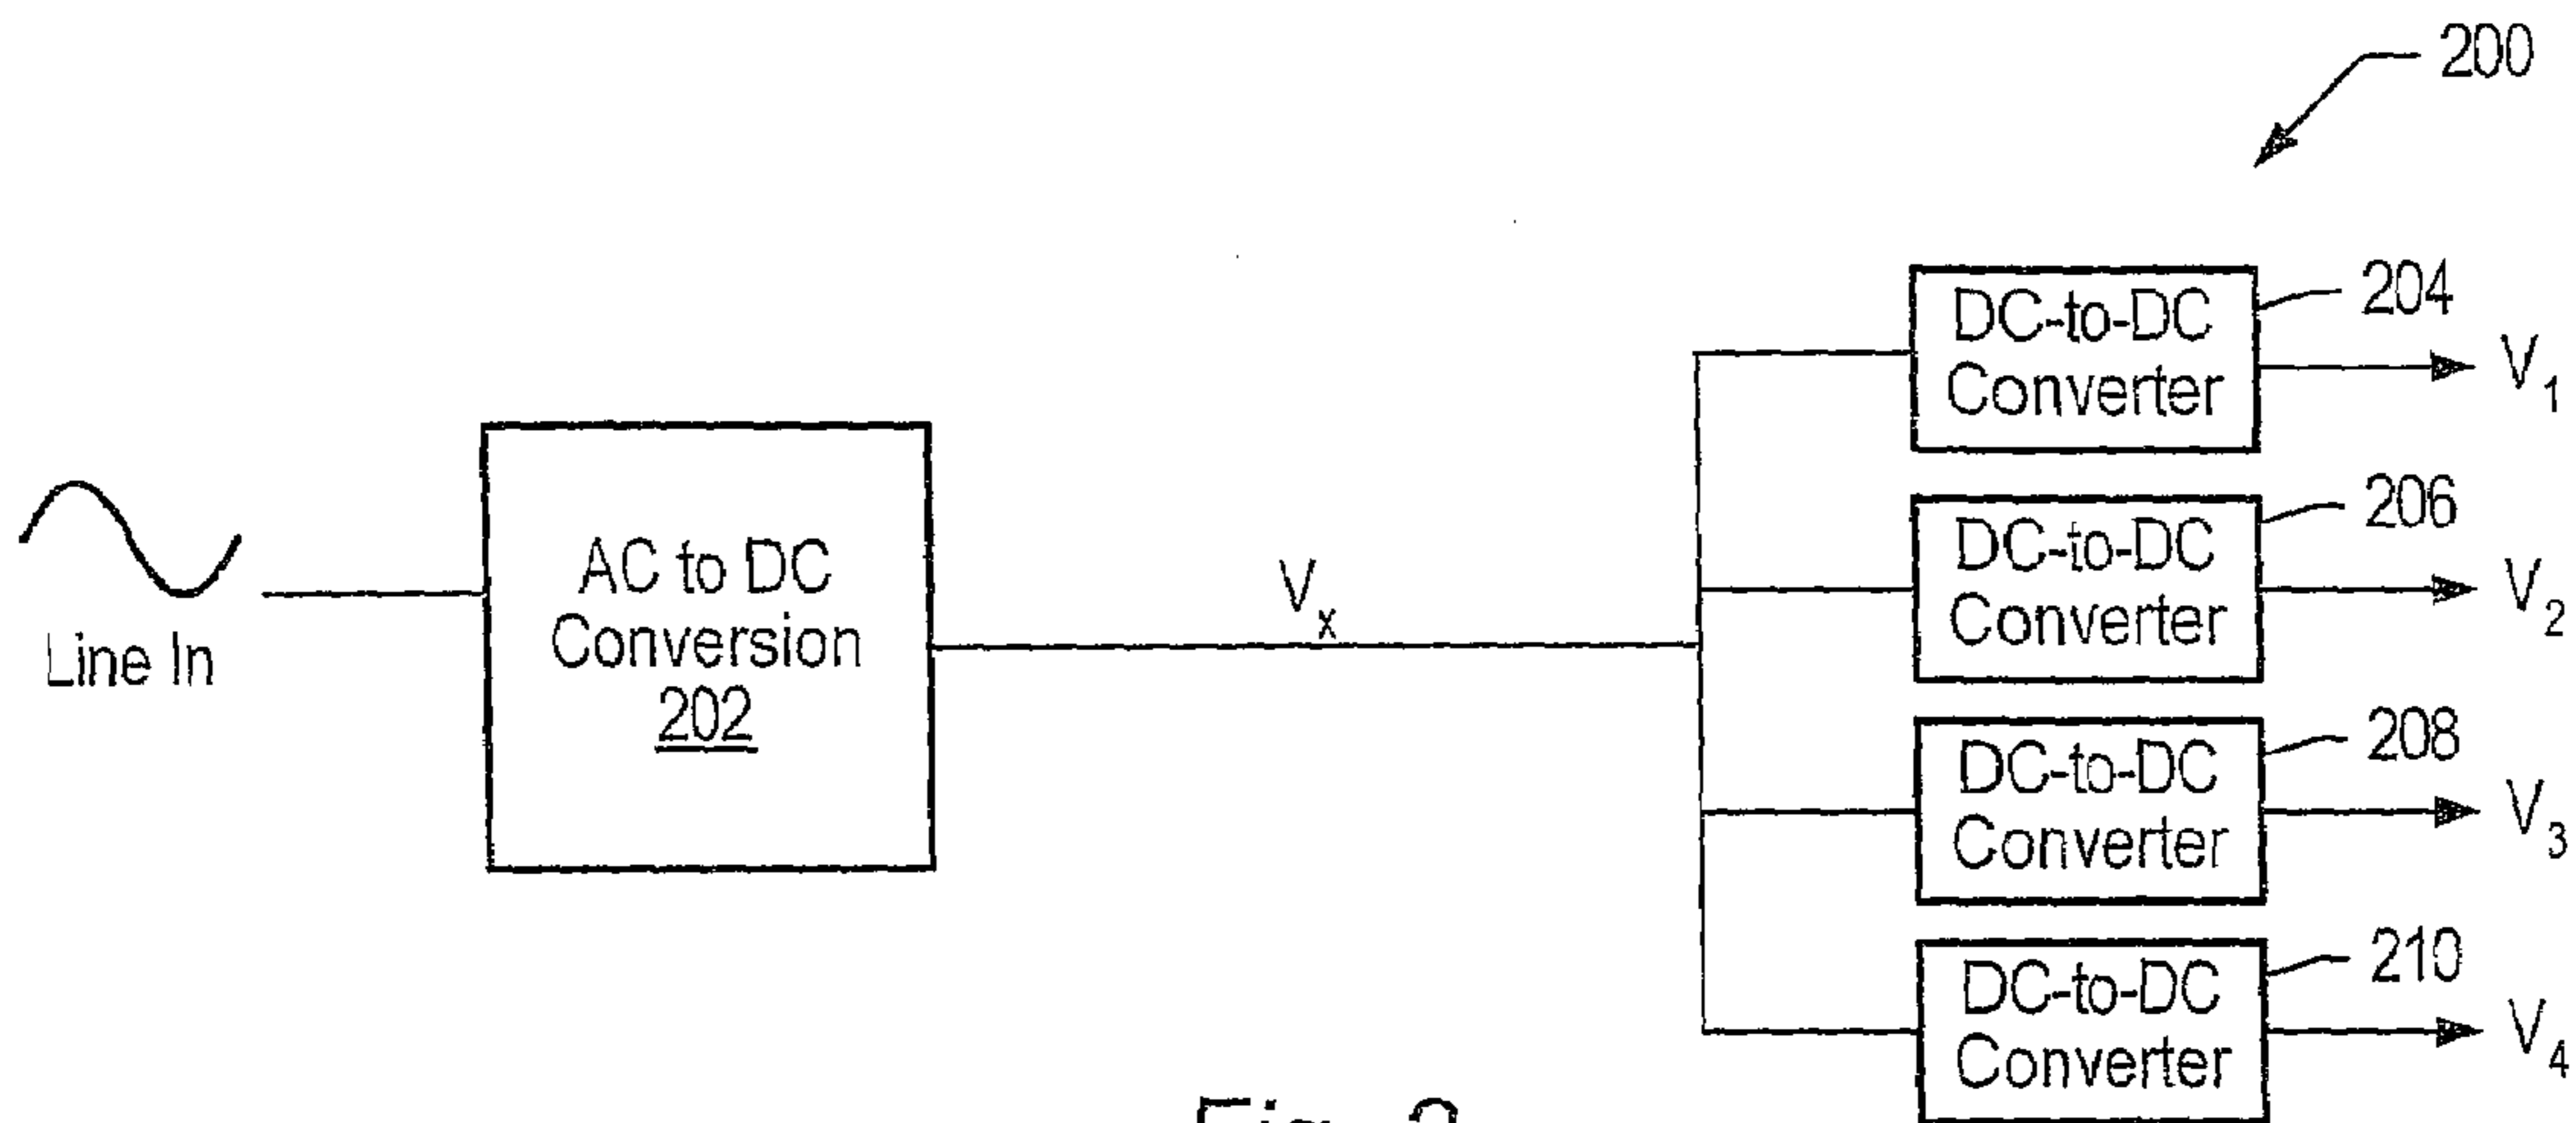 200
Line In
AC to DC
Conversion
202
Vₓ
DC-to-DC
Converter
204
V₁
DC-to-DC
Converter
206
V₂
DC-to-DC
Converter
208
V₃
DC-to-DC
Converter
210
V₄